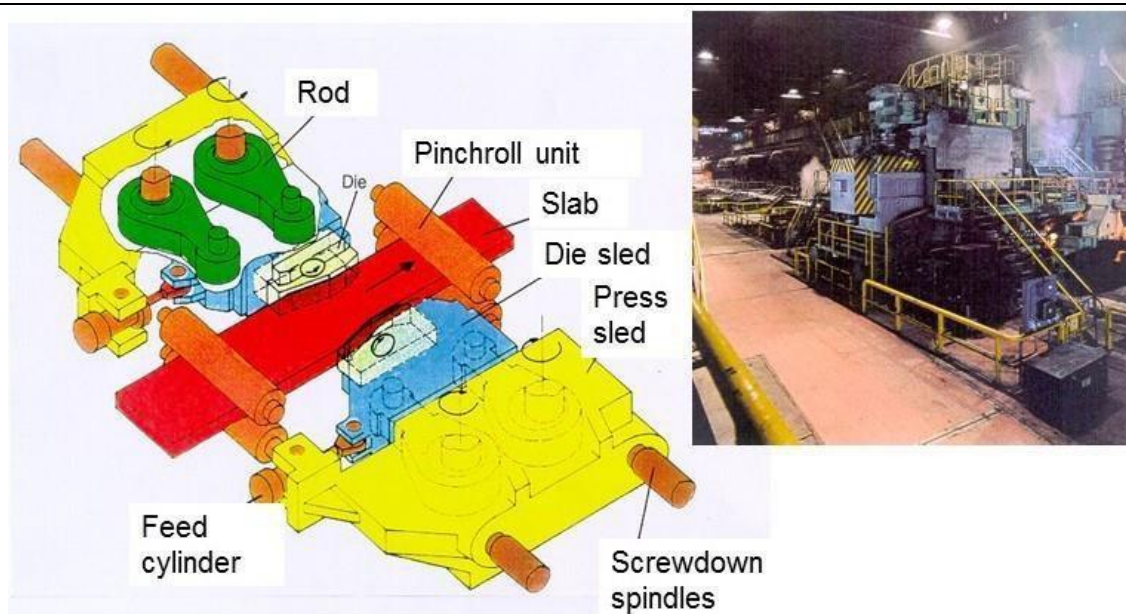 Rod
Pinchroll unit
Die
Slab
Die sled
Press
sled
Feed
cylinder
Screwdown
spindles